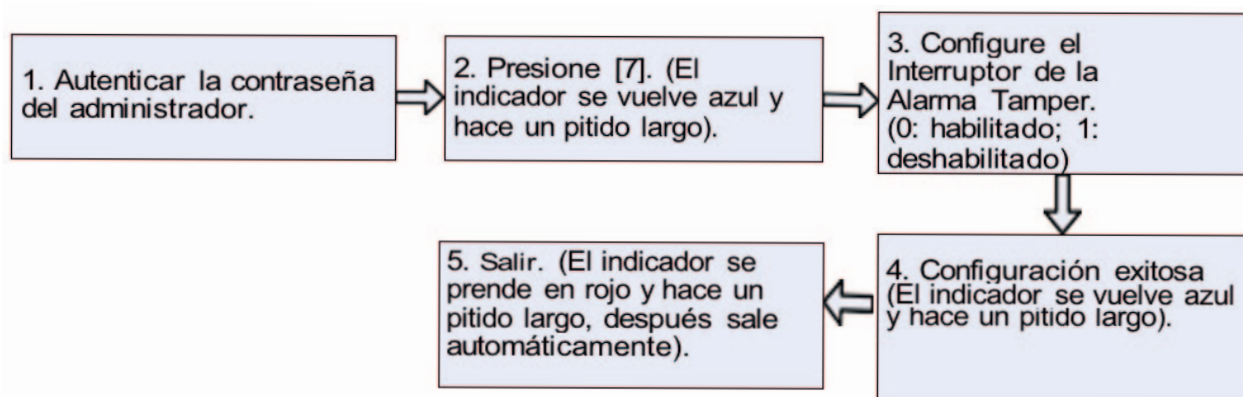 1. Autenticar la contraseña
del administrador.
2. Presione [7]. (El
indicador se vuelve azul y
hace un pitido largo).
3. Configure el
Interruptor de la
Alarma Tamper.
(0: habilitado; 1:
deshabilitado)
4. Configuración exitosa
(El indicador se vuelve azul
y hace un pitido largo).
5. Salir. (El indicador se
prende en rojo y hace un
pitido largo, después sale
automáticamente).